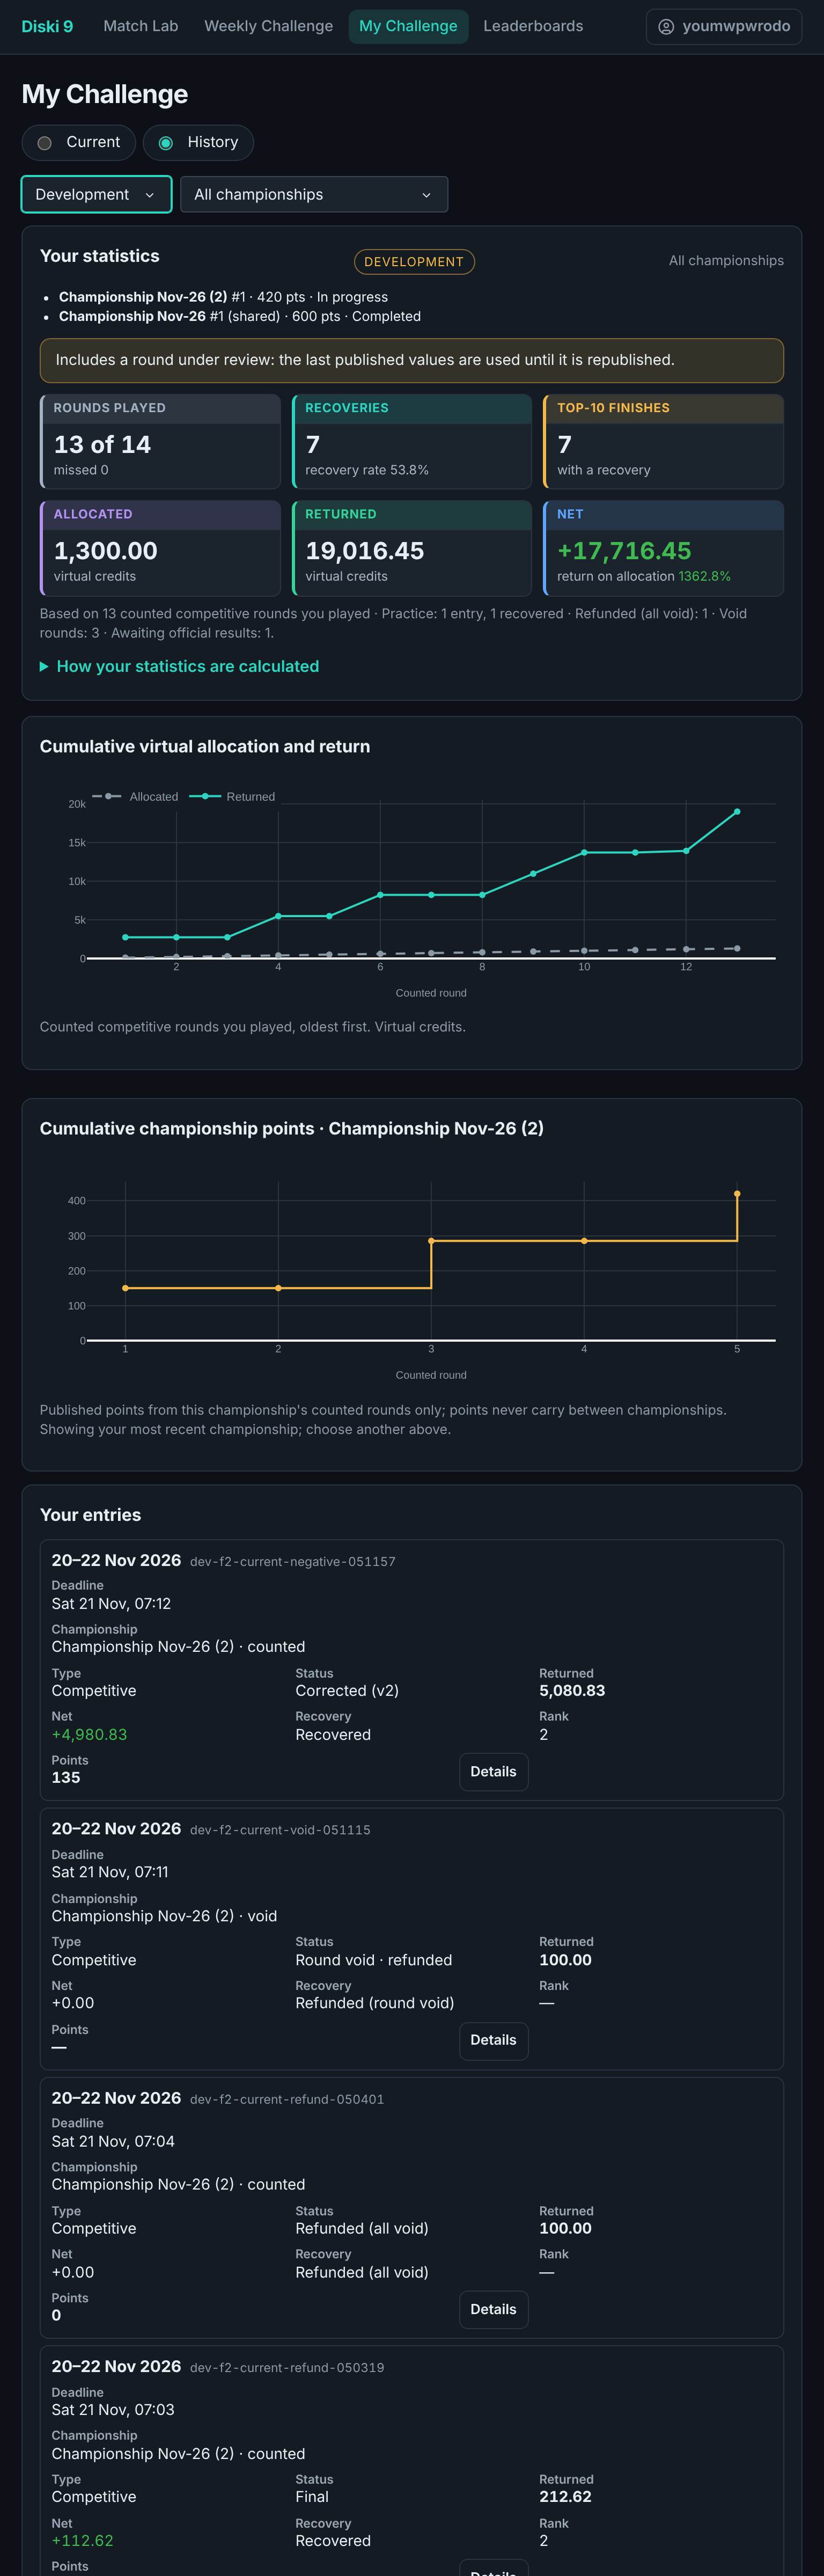 Diski 9 Match Lab Weekly Challenge My Challenge Leaderboards youmwpwrodo
My Challenge
Current History
Development All championships
Your statistics DEVELOPMENT All championships
• Championship Nov-26 (2) #1 · 420 pts · In progress
• Championship Nov-26 #1 (shared) · 600 pts · Completed
Includes a round under review: the last published values are used until it is republished.
ROUNDS PLAYED RECOVERIES TOP-10 FINISHES
13 of 14 7 7
missed 0 recovery rate 53.8% with a recovery
ALLOCATED RETURNED NET
1,300.00 19,016.45 +17,716.45
virtual credits virtual credits return on allocation 1362.8%
Based on 13 counted competitive rounds you played · Practice: 1 entry, 1 recovered · Refunded (all void): 1 · Void
rounds: 3 · Awaiting official results: 1.
How your statistics are calculated
Cumulative virtual allocation and return
Allocated Returned
20k
15k
10k
5k
0
2 4 6 8 10 12
Counted round
Counted competitive rounds you played, oldest first. Virtual credits.
Cumulative championship points · Championship Nov-26 (2)
400
300
200
100
0
1 2 3 4 5
Counted round
Published points from this championship's counted rounds only; points never carry between championships.
Showing your most recent championship; choose another above.
Your entries
20–22 Nov 2026 dev-f2-current-negative-051157
Deadline
Sat 21 Nov, 07:12
Championship
Championship Nov-26 (2) · counted
Type Status Returned
Competitive Corrected (v2) 5,080.83
Net Recovery Rank
+4,980.83 Recovered 2
Points
135 Details
20–22 Nov 2026 dev-f2-current-void-051115
Deadline
Sat 21 Nov, 07:11
Championship
Championship Nov-26 (2) · void
Type Status Returned
Competitive Round void · refunded 100.00
Net Recovery Rank
+0.00 Refunded (round void) —
Points
— Details
20–22 Nov 2026 dev-f2-current-refund-050401
Deadline
Sat 21 Nov, 07:04
Championship
Championship Nov-26 (2) · counted
Type Status Returned
Competitive Refunded (all void) 100.00
Net Recovery Rank
+0.00 Refunded (all void) —
Points
0 Details
20–22 Nov 2026 dev-f2-current-refund-050319
Deadline
Sat 21 Nov, 07:03
Championship
Championship Nov-26 (2) · counted
Type Status Returned
Competitive Final 212.62
Net Recovery Rank
+112.62 Recovered 2
Points Details